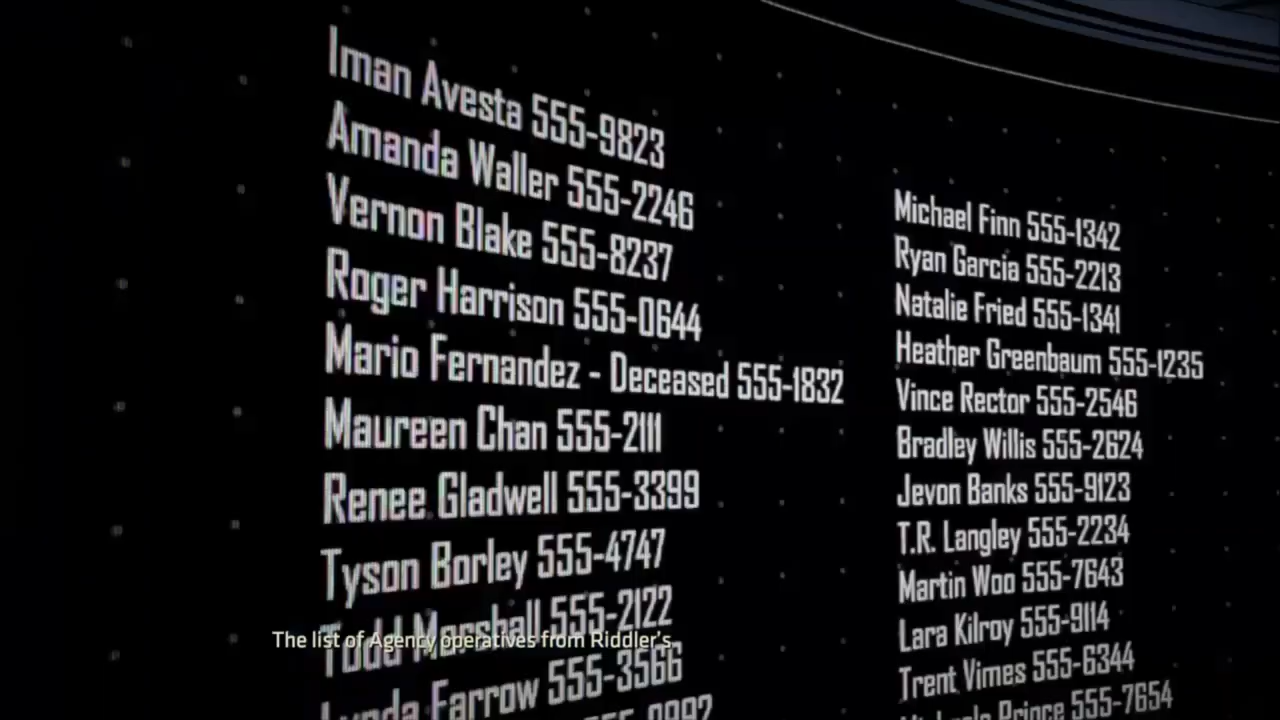 Iman Avesta 555-9823
Amanda Waller 555-2246
Vernon Blake 555-8237
Roger Harrison 555-0644
Mario Fernandez - Deceased 555-1832
Maureen Chan 555-2111
Renee Gladwell 555-3399
Tyson Borley 555-4747
Todd Marshall 555-2122
The list of Agency operatives from Riddler's
Lynda Farrow 555-3566
Michael Finn 555-1342
Ryan Garcia 555-2213
Natalie Fried 555-1341
Heather Greenbaum 555-1235
Vince Rector 555-2546
Bradley Willis 555-2624
Jevon Banks 555-9123
T.R. Langley 555-2234
Martin Woo 555-7643
Lara Kilroy 555-9114
Trent Vimes 555-6344
Prince 555-7654